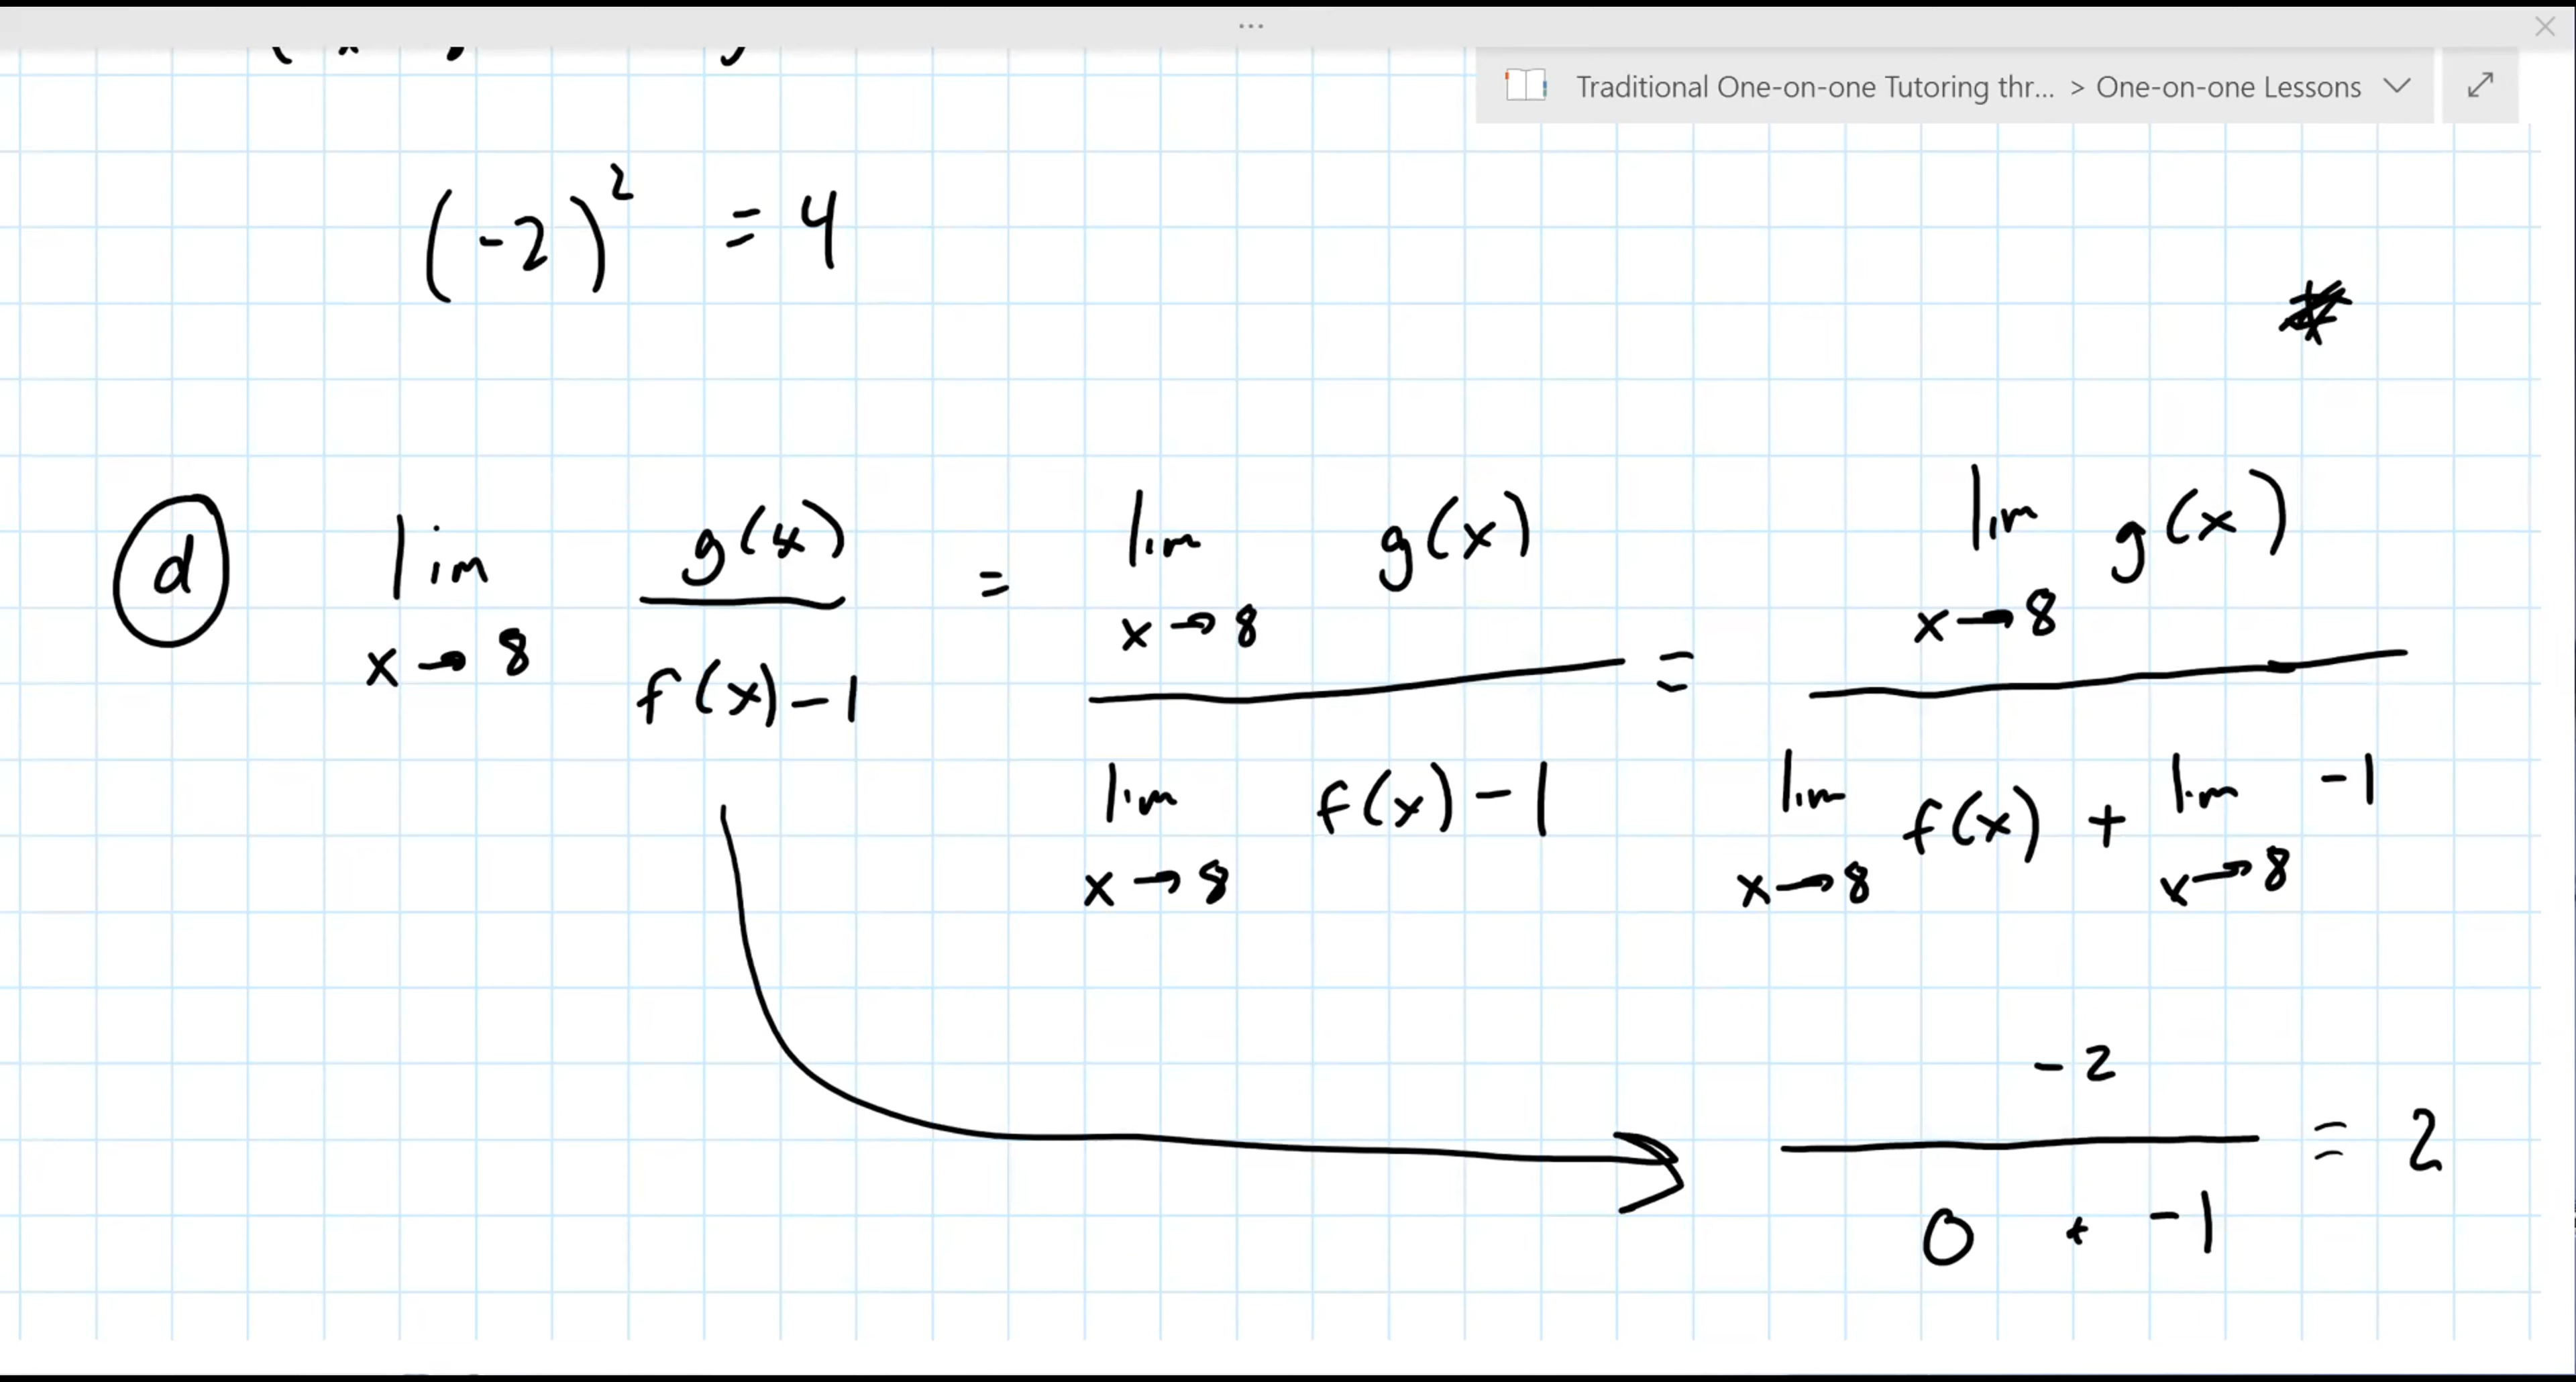 Traditional One-on-one Tutoring thr... > One-on-one Lessons
(-2)² = 4
*
d lim x→8 g(x) / f(x) - 1 = lim x→8 g(x) / lim x→8 f(x) - 1 = lim x→8 g(x) / lim x→8 f(x) + lim x→8 -1
-2 / 0 + -1 = 2